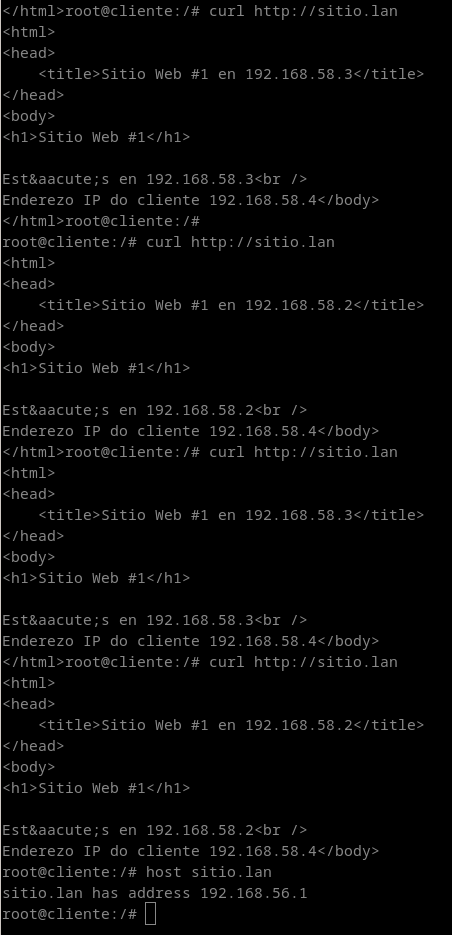 </html>root@cliente:/# curl http://sitio.lan
<html>
<head>
    <title>Sitio Web #1 en 192.168.58.3</title>
</head>
<body>
<h1>Sitio Web #1</h1>

Est&aacute;s en 192.168.58.3<br />
Enderezo IP do cliente 192.168.58.4</body>
</html>root@cliente:/#
root@cliente:/# curl http://sitio.lan
<html>
<head>
    <title>Sitio Web #1 en 192.168.58.2</title>
</head>
<body>
<h1>Sitio Web #1</h1>

Est&aacute;s en 192.168.58.2<br />
Enderezo IP do cliente 192.168.58.4</body>
</html>root@cliente:/# curl http://sitio.lan
<html>
<head>
    <title>Sitio Web #1 en 192.168.58.3</title>
</head>
<body>
<h1>Sitio Web #1</h1>

Est&aacute;s en 192.168.58.3<br />
Enderezo IP do cliente 192.168.58.4</body>
</html>root@cliente:/# curl http://sitio.lan
<html>
<head>
    <title>Sitio Web #1 en 192.168.58.2</title>
</head>
<body>
<h1>Sitio Web #1</h1>

Est&aacute;s en 192.168.58.2<br />
Enderezo IP do cliente 192.168.58.4</body>
root@cliente:/# host sitio.lan
sitio.lan has address 192.168.56.1
root@cliente:/#